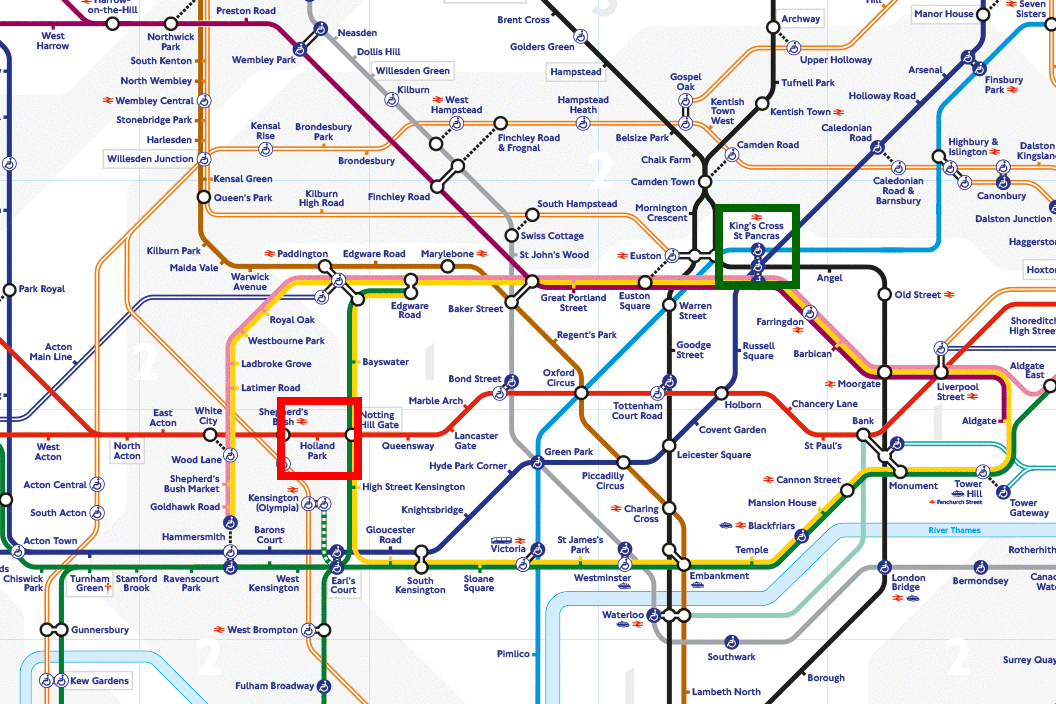 Harrow-
on-the-Hill
West
Harrow
Northwick
Park
Preston Road
Wembley Park
Neasden
Dollis Hill
Willesden Green
Kilburn
West
Hampstead
Finchley Road
& Frognal
Hampstead
Heath
Brent Cross
Golders Green
Hampstead
Belsize Park
Chalk Farm
Camden Town
Mornington
Crescent
Gospel
Oak
Kentish
Town
West
Camden Road
Archway
Upper Holloway
Tufnell Park
Kentish Town
Hill
Manor House
Seven
Sisters
Arsenal
Finsbury
Park
Holloway Road
Caledonian
Road
Caledonian
Road &
Barnsbury
Highbury &
Islington
Canonbury
Dalston
Kingsland
Dalston Junction
Haggerston
Hoxton
Shoreditch
High Street
South Kenton
North Wembley
Wembley Central
Stonebridge Park
Harlesden
Willesden Junction
Kensal Green
Queen's Park
Kilburn Park
Maida Vale
Kensal
Rise
Brondesbury
Park
Brondesbury
Kilburn
High Road
Finchley Road
South Hampstead
Swiss Cottage
St John's Wood
Euston
King's Cross
St Pancras
Angel
Old Street
Paddington
Edgware Road
Marylebone
Warwick
Avenue
Edgware
Road
Baker Street
Great Portland
Street
Euston
Square
Warren
Street
Farringdon
Barbican
Moorgate
Liverpool
Street
Aldgate
East
Aldgate
Royal Oak
Westbourne Park
Ladbroke Grove
Latimer Road
Bayswater
Regent's Park
Goodge
Street
Russell
Square
Park Royal
Acton
Main Line
East
Acton
West
Acton
North
Acton
White
City
Wood Lane
Shepherd's
Bush
Holland
Park
Notting
Hill Gate
Queensway
Lancaster
Gate
Marble Arch
Bond Street
Oxford
Circus
Tottenham
Court Road
Holborn
Chancery Lane
St Paul's
Bank
Covent Garden
Leicester Square
Green Park
Piccadilly
Circus
Hyde Park Corner
Knightsbridge
Charing
Cross
Cannon Street
Mansion House
Blackfriars
Temple
Embankment
Monument
Tower
Hill
Fenchurch Street
Tower
Gateway
River Thames
Acton Central
South Acton
Acton Town
Shepherd's
Bush Market
Goldhawk Road
Hammersmith
Kensington
(Olympia)
High Street Kensington
Barons
Court
Gloucester
Road
Victoria
St James's
Park
Westminster
Chiswick
Park
Turnham
Green†
Stamford
Brook
Ravenscourt
Park
West
Kensington
Earl's
Court
South
Kensington
Sloane
Square
Waterloo
Southwark
London
Bridge
Bermondsey
Rotherhith
Gunnersbury
Kew Gardens
West Brompton
Fulham Broadway
Pimlico
Lambeth North
Borough
Surrey Quay
3
2
2
2
2
1
1